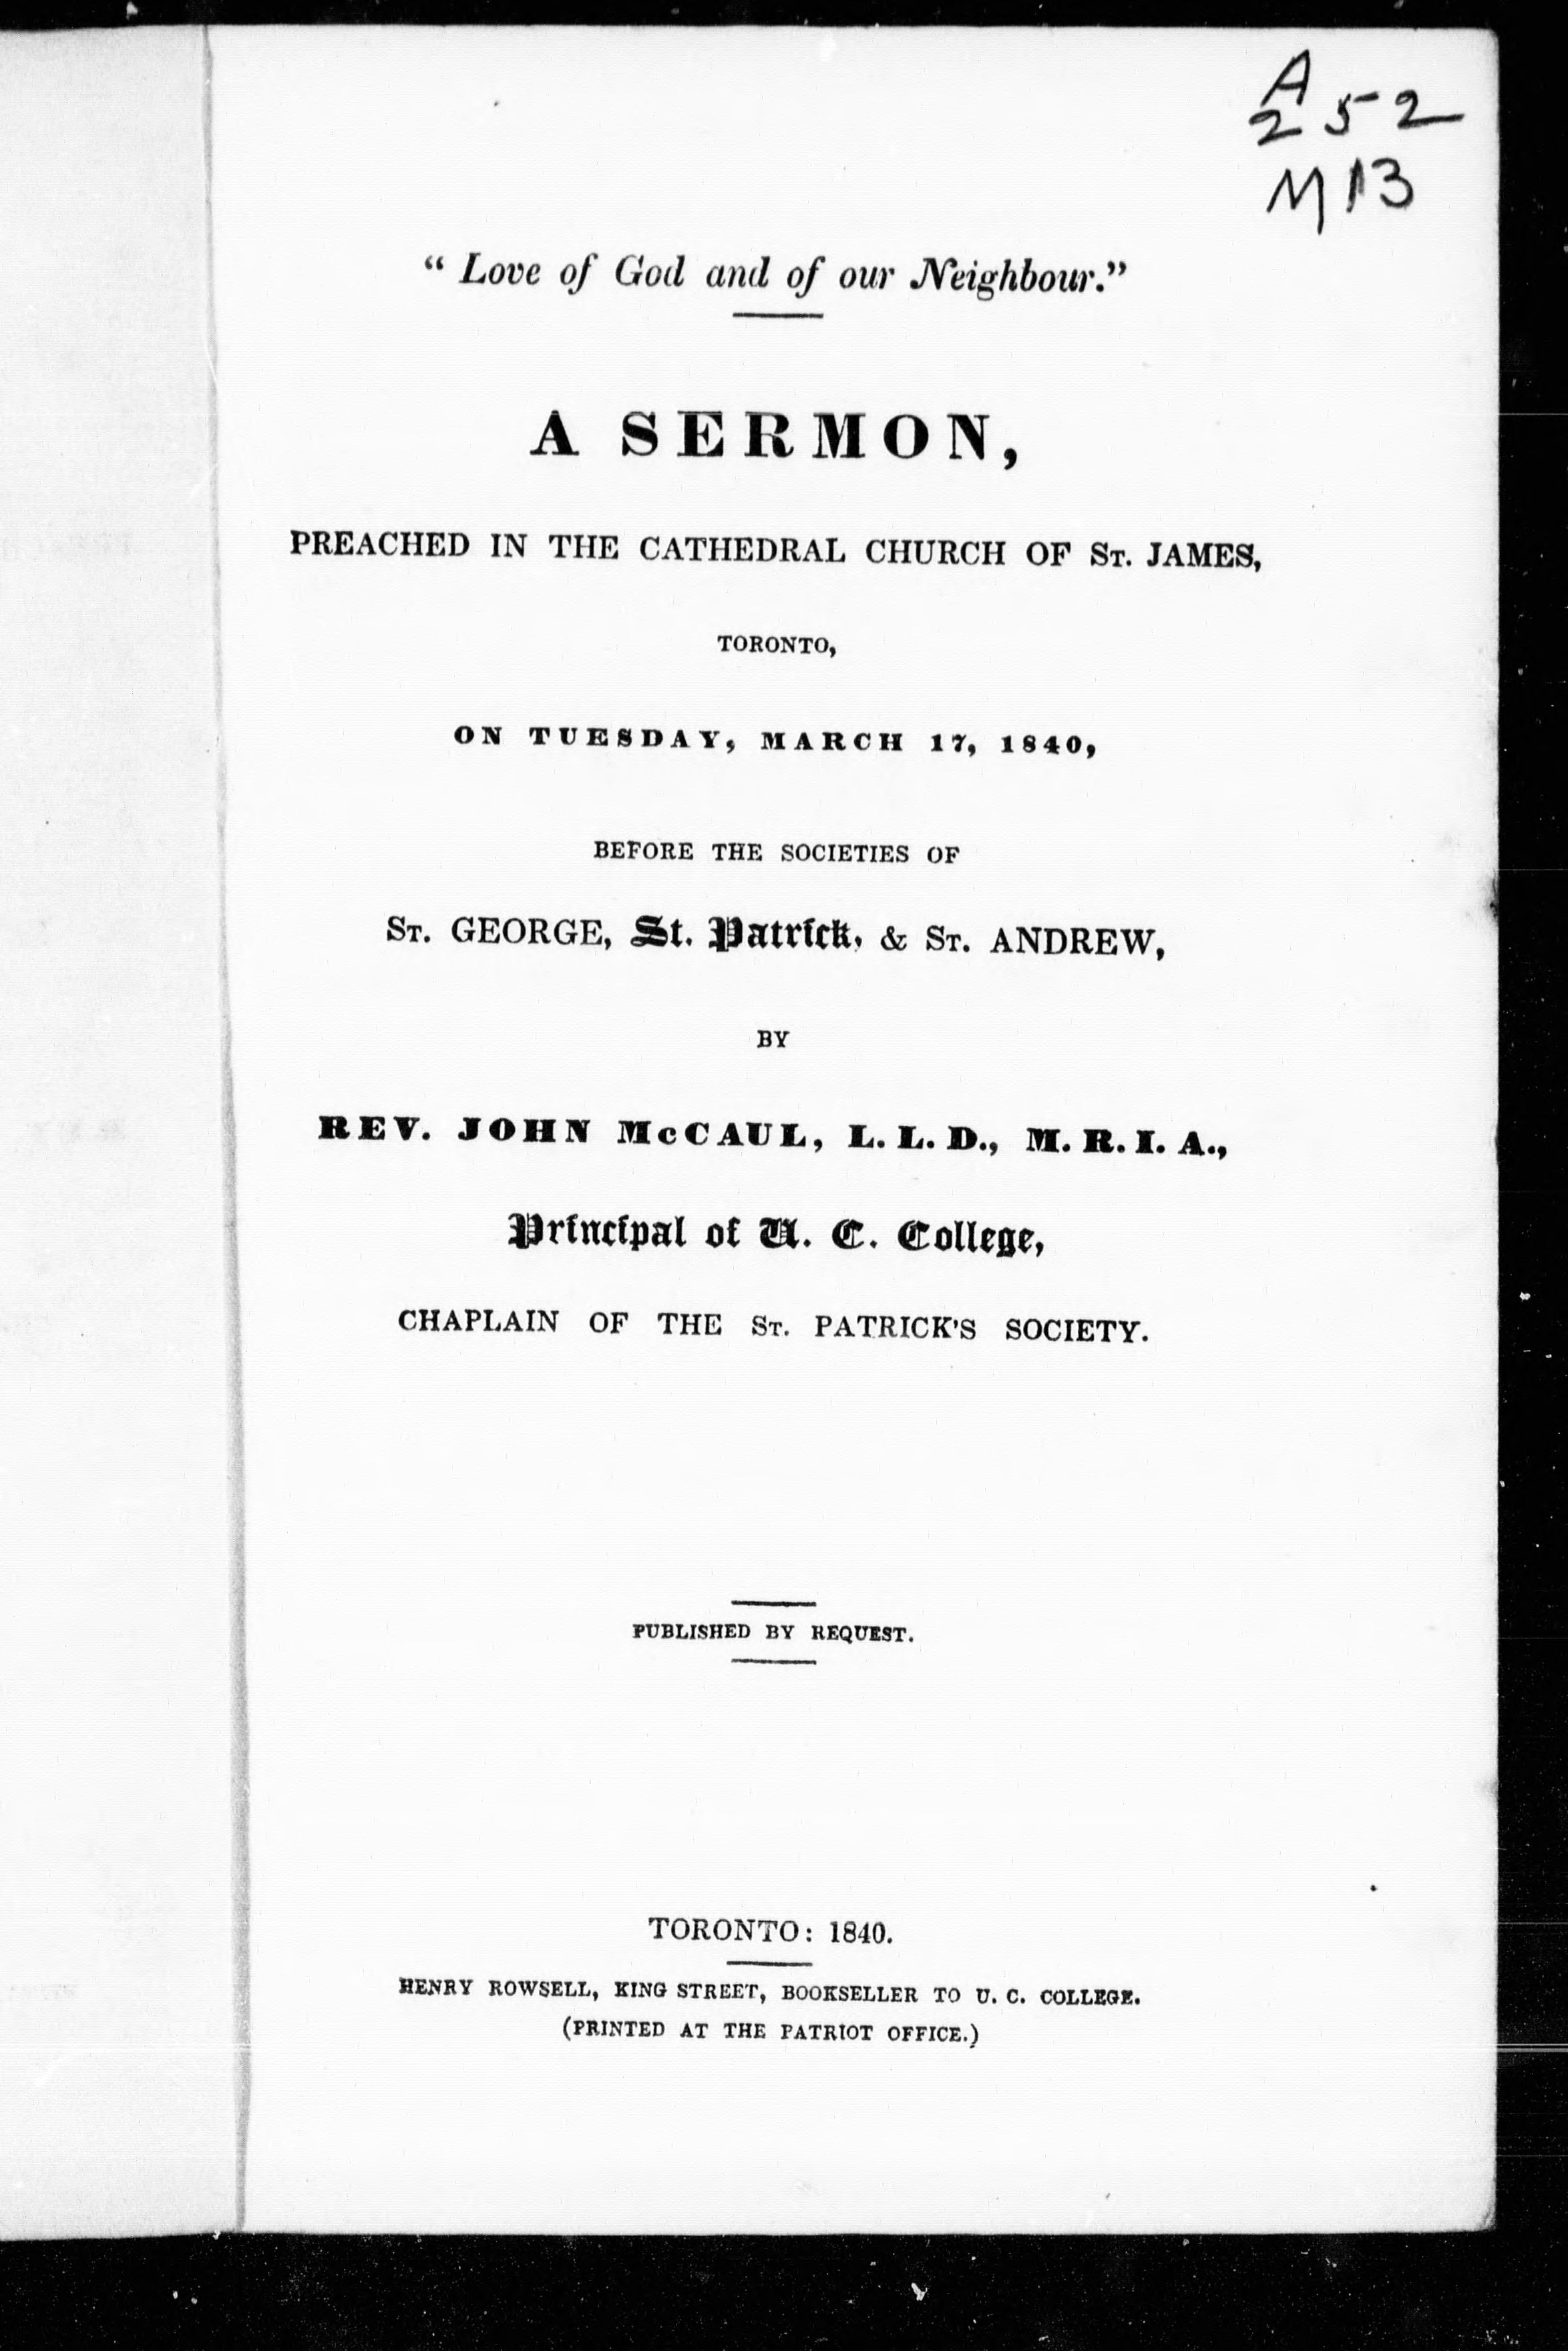 A
252
M13
“ Love of God and of our Neighbour.”
A SERMON,
PREACHED IN THE CATHEDRAL CHURCH OF ST. JAMES,
TORONTO,
ON TUESDAY, MARCH 17, 1840,
BEFORE THE SOCIETIES OF
ST. GEORGE, St. Patrick, & ST. ANDREW,
BY
REV. JOHN McCAUL, L. L. D., M. R. I. A.,
Principal of U. C. College,
CHAPLAIN OF THE ST. PATRICK'S SOCIETY.
PUBLISHED BY REQUEST.
TORONTO: 1840.
HENRY ROWSELL, KING STREET, BOOKSELLER TO U. C. COLLEGE.
(PRINTED AT THE PATRIOT OFFICE.)